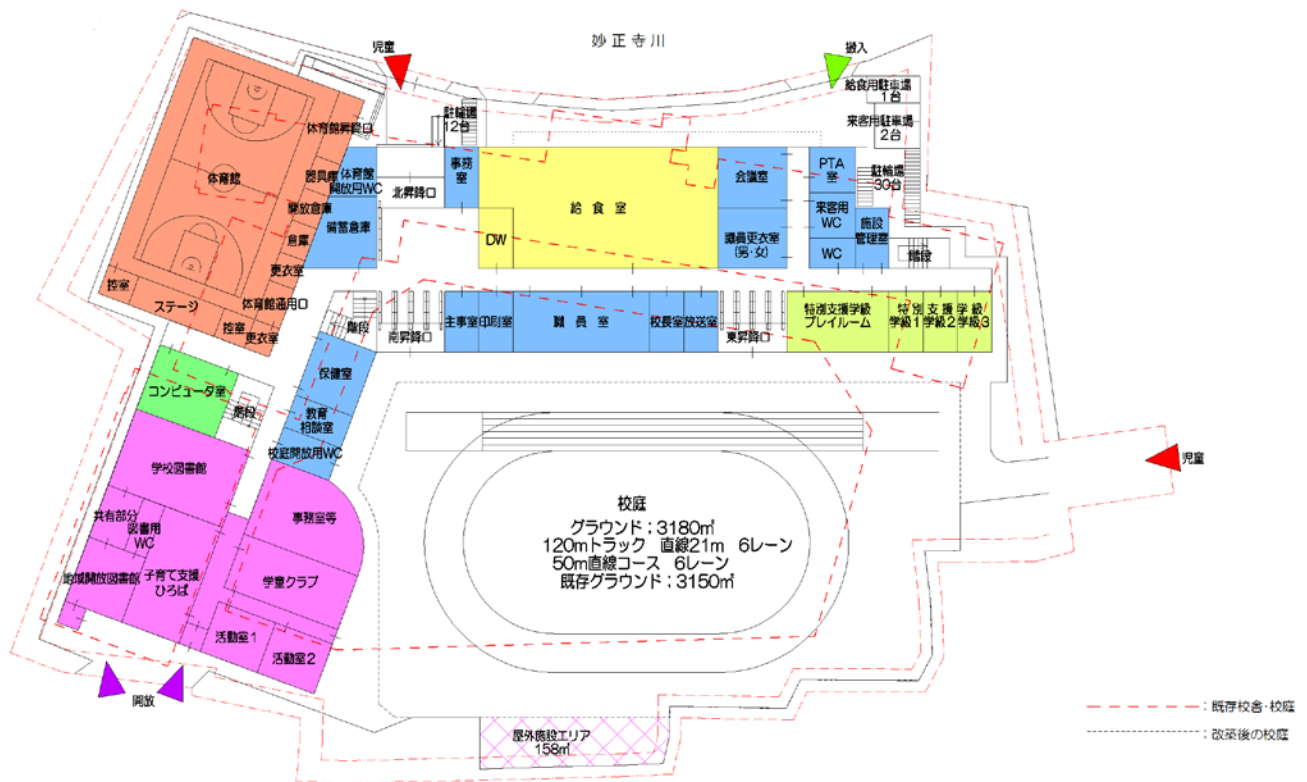 妙正寺川
児童
搬入
給食用駐車場
1台
来客用駐車場
2台
駐輪場
12台
駐輪場
30台
体育館昇降口
体育館
器具庫
開放倉庫
倉庫
更衣室
体育館通用口
控室
ステージ
控室
更衣室
体育館
開放用WC
備蓄倉庫
北昇降口
事務
室
給食室
DW
会議室
職員更衣室
(男・女)
PTA
室
来客用
WC
WC
施設
管理室
階段
階段
南昇降口
主事室
印刷室
職員室
校長室
放送室
東昇降口
特別支援学級
プレイルーム
特別支援学級
学級1
学級2
学級3
コンピュータ室
階段
保健室
教育
相談室
校庭開放用WC
学校図書館
共有部分
図書用
WC
地域開放図書館
子育て支援
ひろば
事務室等
学童クラブ
活動室1
活動室2
開放
校庭
グラウンド;3180㎡
120mトラック 直線21m 6レーン
50m直線コース 6レーン
既存グラウンド;3150㎡
児童
屋外施設エリア
158㎡
:既存校舎・校庭
:改築後の校庭